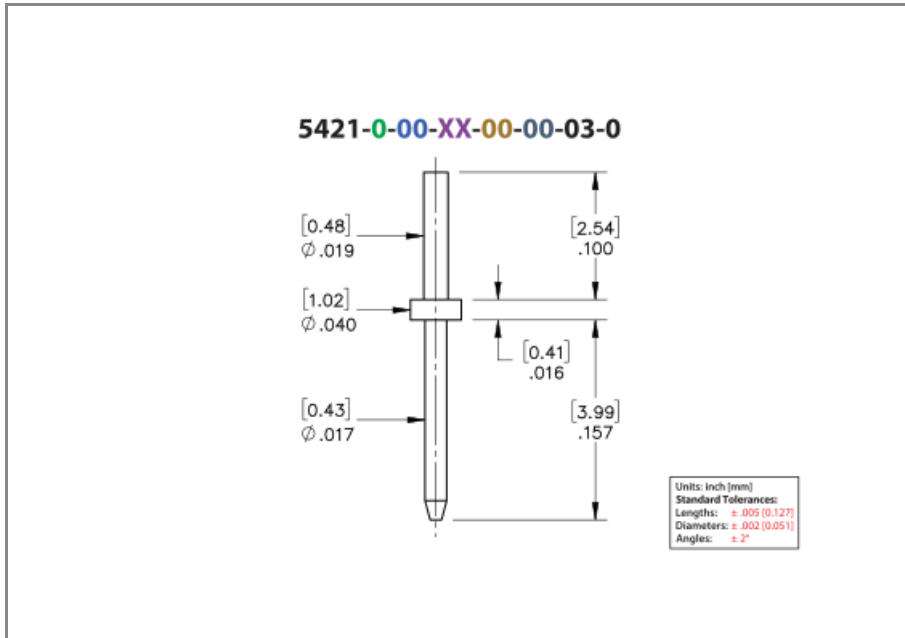 5421-0-00-XX-00-00-03-0
[0.48]
∅.019
[2.54]
.100
[1.02]
∅.040
[0.41]
.016
[0.43]
∅.017
[3.99]
.157
Units: inch [mm]
Standard Tolerances:
Lengths: ± .005 [0.127]
Diameters: ± .002 [0.051]
Angles: ± 2°